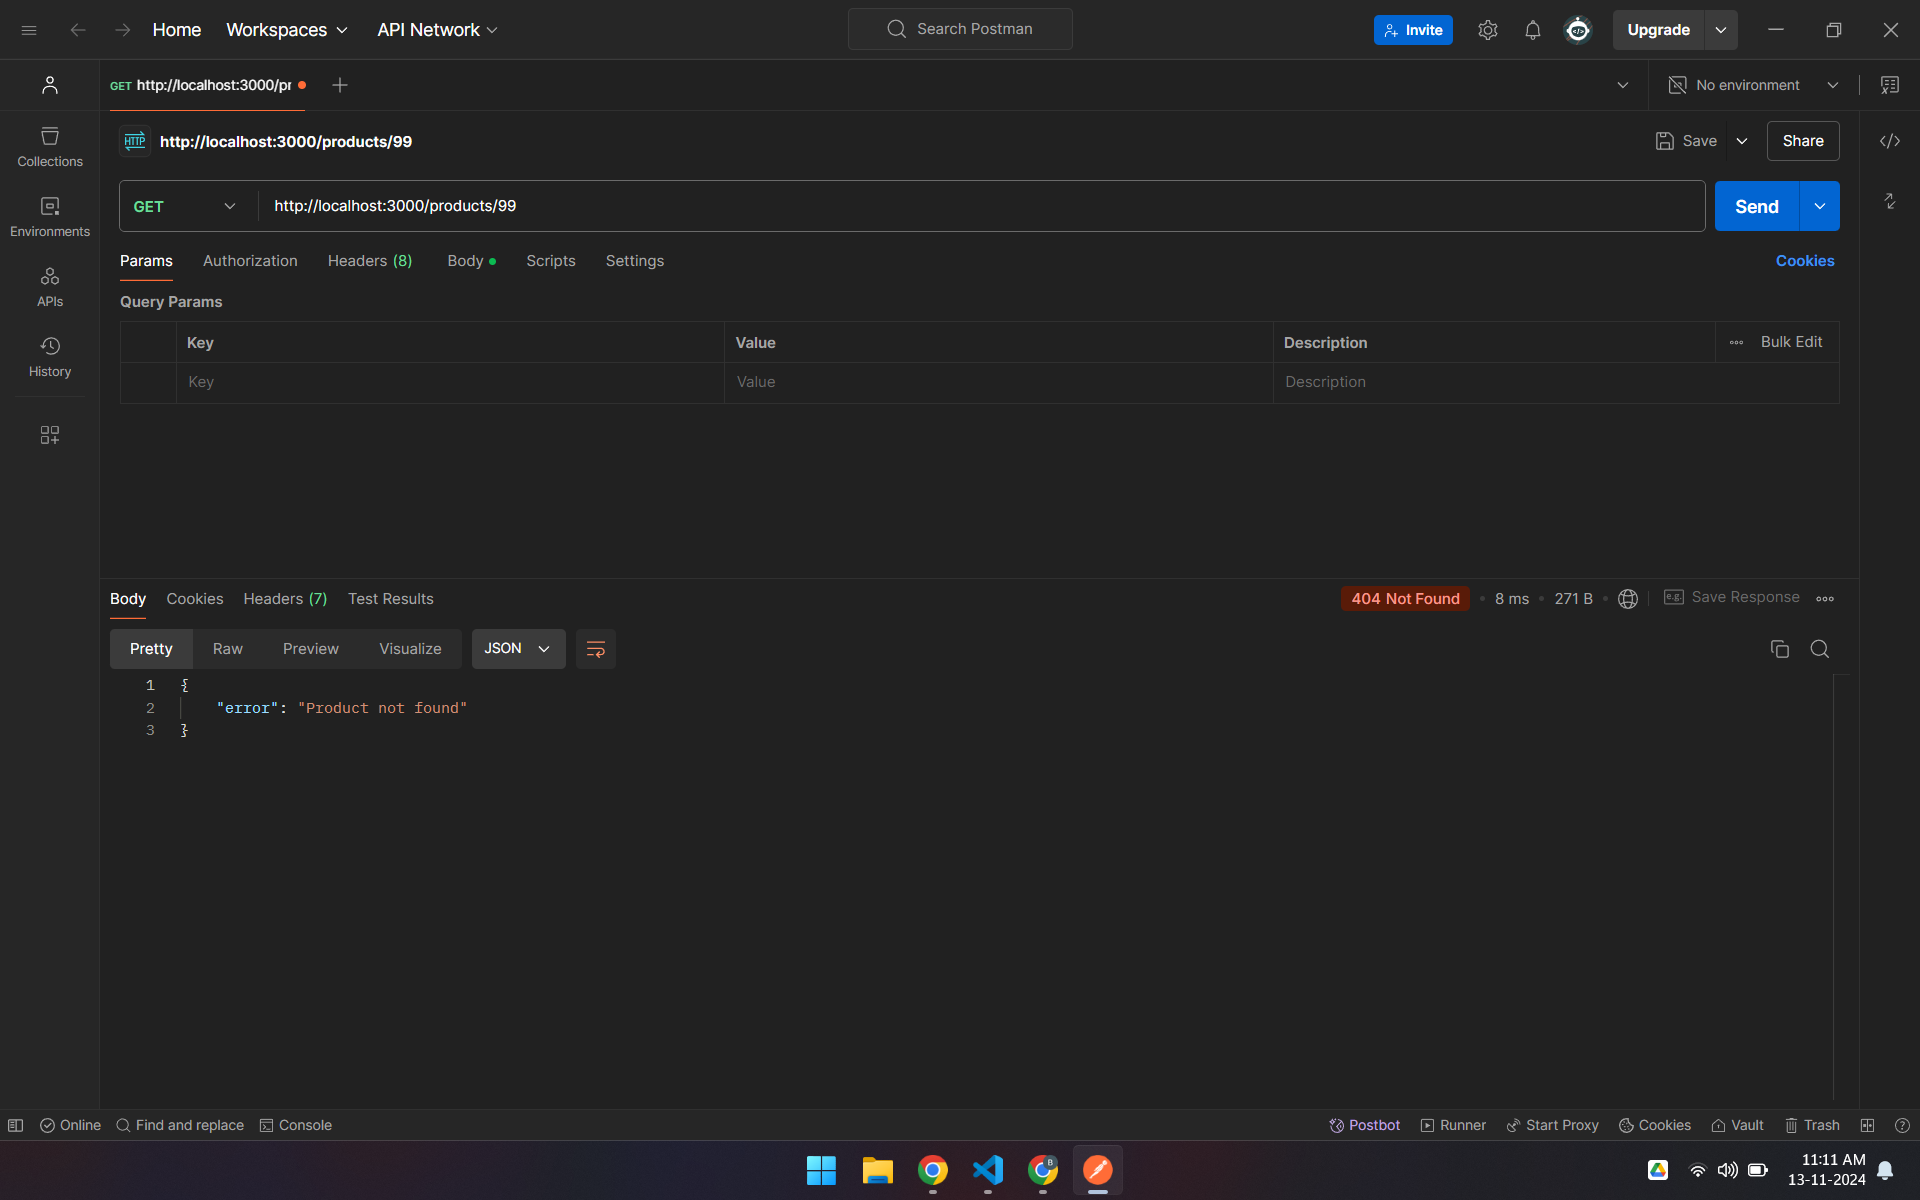 Home Workspaces API Network Search Postman Invite Upgrade
GET http://localhost:3000/pr No environment
HTTP http://localhost:3000/products/99 Save Share
Collections
GET http://localhost:3000/products/99 Send
Environments
Params Authorization Headers (8) Body Scripts Settings Cookies
APIs
Query Params
Key Value Description Bulk Edit
Key Value Description
History
Body Cookies Headers (7) Test Results 404 Not Found 8 ms 271 B e.g. Save Response
Pretty Raw Preview Visualize JSON
1 {
2 "error": "Product not found"
3 }
Online Find and replace Console Postbot Runner Start Proxy Cookies Vault Trash
B
11:11 AM
13-11-2024